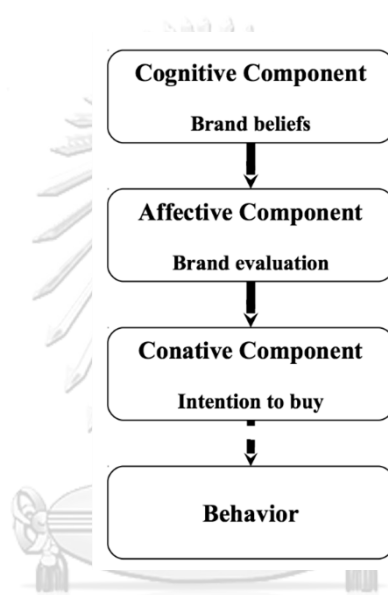 Cognitive Component
Brand beliefs
Affective Component
Brand evaluation
Conative Component
Intention to buy
Behavior